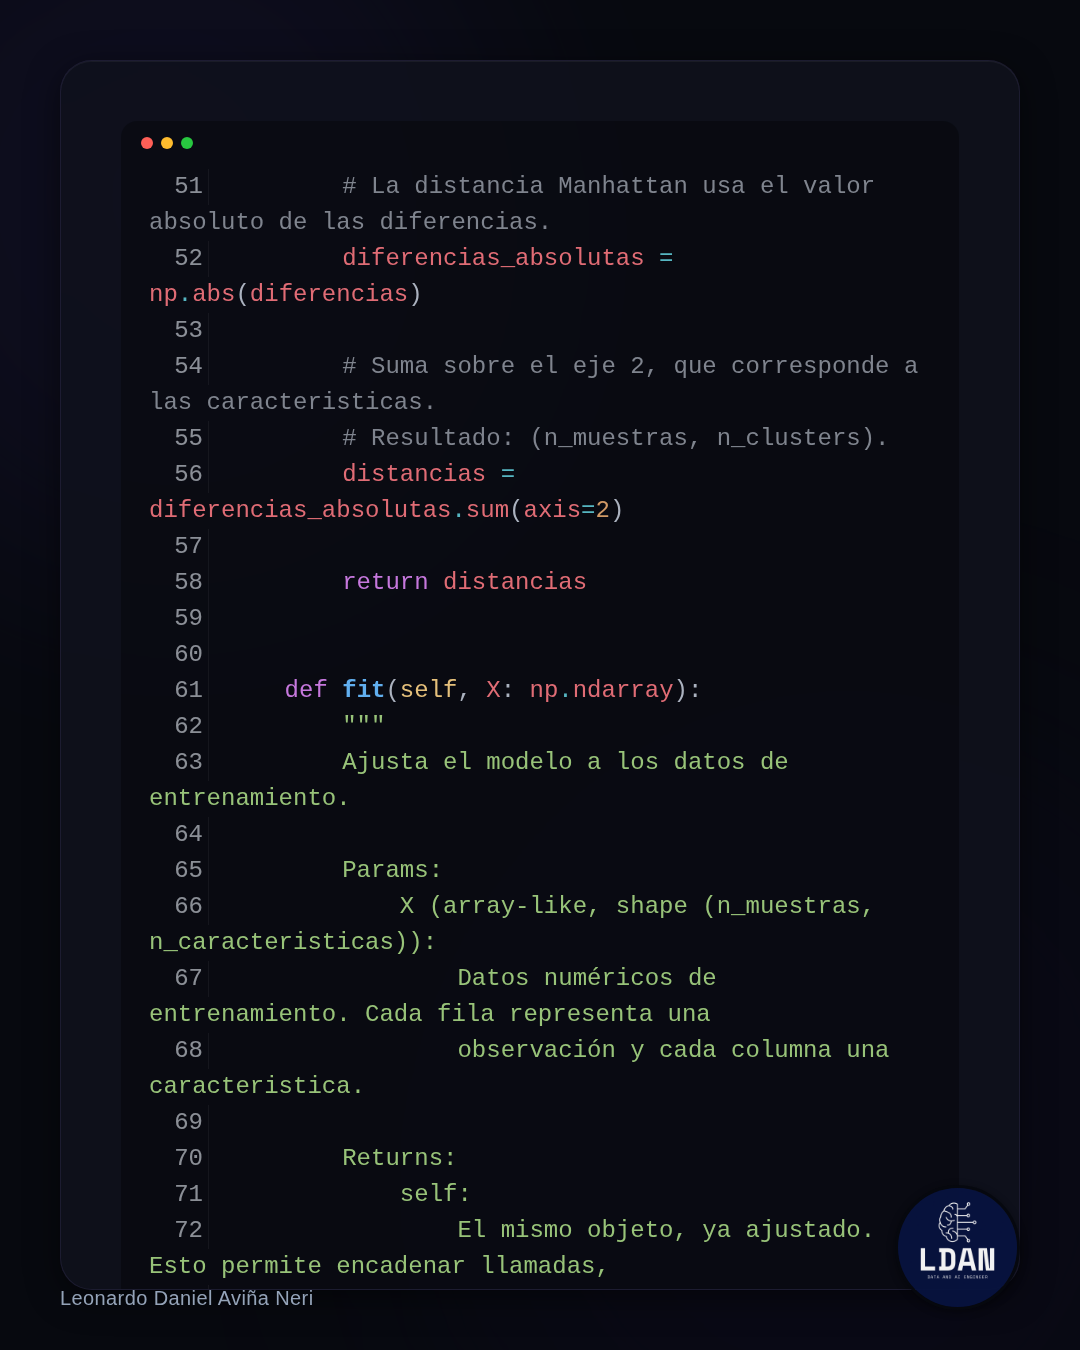 51         # La distancia Manhattan usa el valor
absoluto de las diferencias.
52         diferencias_absolutas =
np.abs(diferencias)
53
54         # Suma sobre el eje 2, que corresponde a
las caracteristicas.
55         # Resultado: (n_muestras, n_clusters).
56         distancias =
diferencias_absolutas.sum(axis=2)
57
58         return distancias
59
60
61     def fit(self, X: np.ndarray):
62         """
63         Ajusta el modelo a los datos de
entrenamiento.
64
65         Params:
66             X (array-like, shape (n_muestras,
n_caracteristicas)):
67                 Datos numéricos de
entrenamiento. Cada fila representa una
68                 observación y cada columna una
caracteristica.
69
70         Returns:
71             self:
72                 El mismo objeto, ya ajustado.
Esto permite encadenar llamadas,
LDAN
DATA AND AI ENGINEER
Leonardo Daniel Aviña Neri